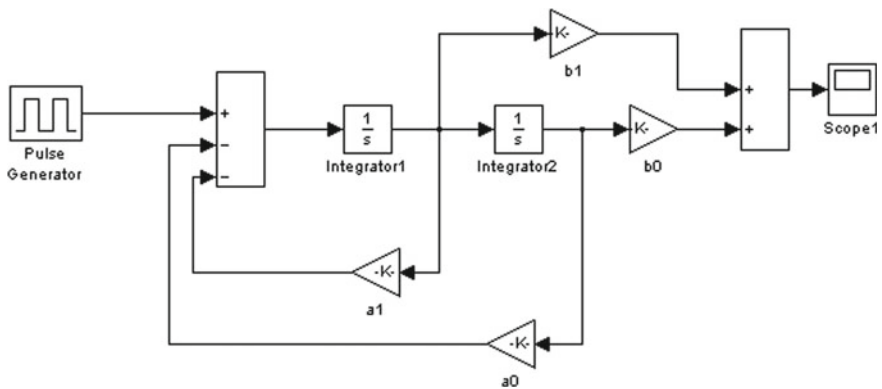 K-
b1
+
+
Scope1
Pulse
Generator
+
−
−
1
s
Integrator1
1
s
Integrator2
K-
b0
-K-
a1
-K-
a0